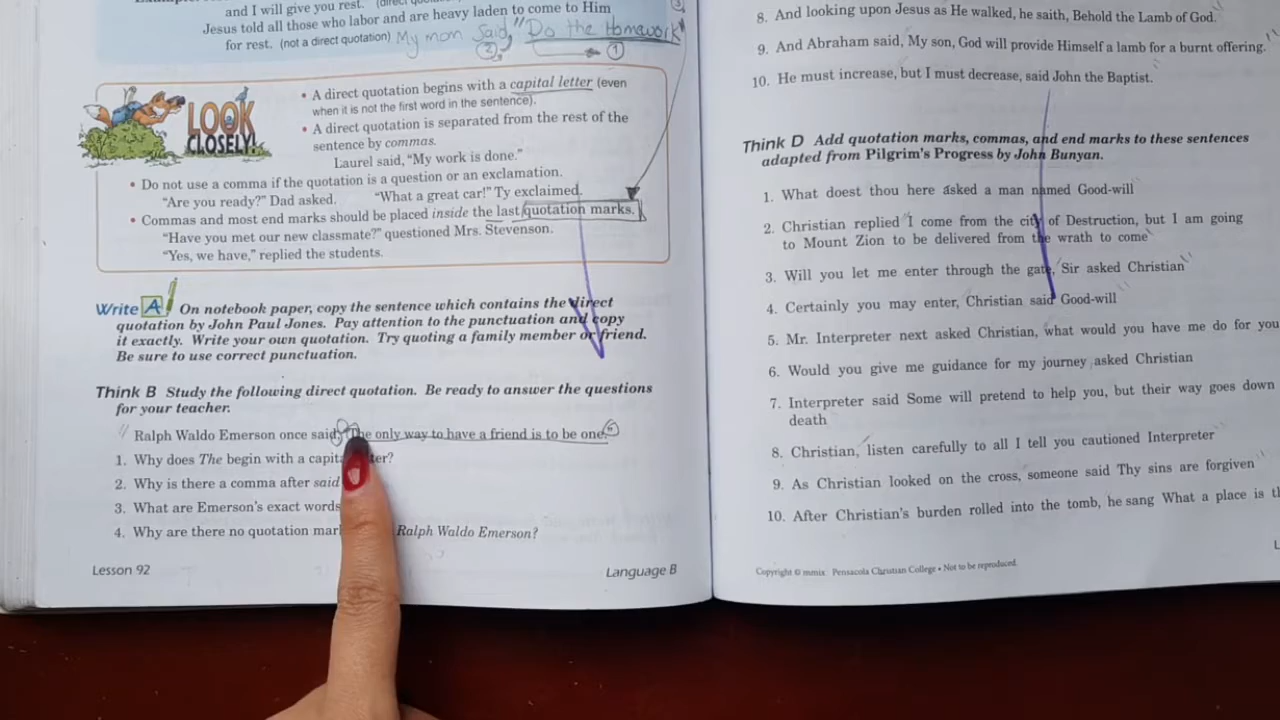 and I will give you rest.
Jesus told all those who labor and are heavy laden to come to Him
for rest. (not a direct quotation) My mom Said, "Do the Homework"
② ①
LOOK
CLOSELY!
• A direct quotation begins with a capital letter (even
when it is not the first word in the sentence).
• A direct quotation is separated from the rest of the
sentence by commas.
Laurel said, “My work is done.”
• Do not use a comma if the quotation is a question or an exclamation.
“Are you ready?” Dad asked. “What a great car!” Ty exclaimed.
• Commas and most end marks should be placed inside the last quotation marks.
“Have you met our new classmate?” questioned Mrs. Stevenson.
“Yes, we have,” replied the students.
Write A On notebook paper, copy the sentence which contains the direct
quotation by John Paul Jones. Pay attention to the punctuation and copy
it exactly. Write your own quotation. Try quoting a family member or friend.
Be sure to use correct punctuation.
Think B Study the following direct quotation. Be ready to answer the questions
for your teacher.
Ralph Waldo Emerson once said, “The only way to have a friend is to be one.”
1. Why does The begin with a capital
2. Why is there a comma after said
3. What are Emerson's exact words
4. Why are there no quotation Ralph Waldo Emerson?
Lesson 92
Language B
8. And looking upon Jesus as He walked, he saith, Behold the Lamb of God.
9. And Abraham said, My son, God will provide Himself a lamb for a burnt offering.
10. He must increase, but I must decrease, said John the Baptist.
Think D Add quotation marks, commas, and end marks to these sentences
adapted from Pilgrim's Progress by John Bunyan.
1. What doest thou here asked a man named Good-will
2. Christian replied I come from the city of Destruction, but I am going
to Mount Zion to be delivered from the wrath to come
3. Will you let me enter through the gate, Sir asked Christian
4. Certainly you may enter, Christian said Good-will
5. Mr. Interpreter next asked Christian, what would you have me do for you
6. Would you give me guidance for my journey asked Christian
7. Interpreter said Some will pretend to help you, but their way goes down
death
8. Christian, listen carefully to all I tell you cautioned Interpreter
9. As Christian looked on the cross, someone said Thy sins are forgiven
10. After Christian's burden rolled into the tomb, he sang What a place is
Copyright © mmix Pensacola Christian College • Not to be reproduced.